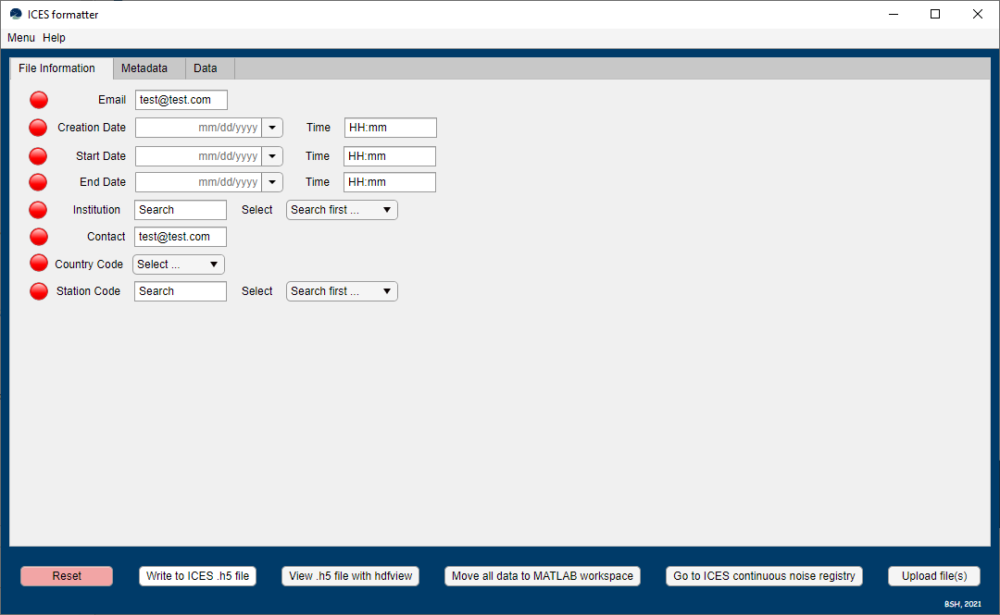 ICES formatter
Menu Help
File Information Metadata Data
Email test@test.com
Creation Date mm/dd/yyyy Time HH:mm
Start Date mm/dd/yyyy Time HH:mm
End Date mm/dd/yyyy Time HH:mm
Institution Search Select Search first ...
Contact test@test.com
Country Code Select ...
Station Code Search Select Search first ...
Reset Write to ICES .h5 file View .h5 file with hdfview Move all data to MATLAB workspace Go to ICES continuous noise registry Upload file(s)
BSH, 2021